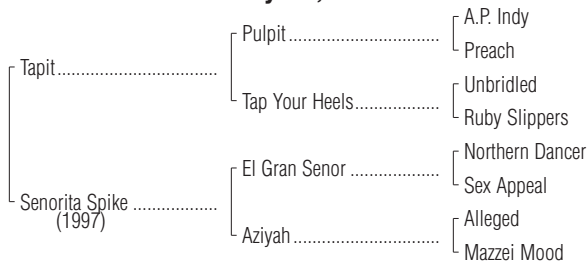 A.P. Indy
Pulpit
Preach
Tapit
Unbridled
Tap Your Heels
Ruby Slippers
Northern Dancer
El Gran Senor
Sex Appeal
Senorita Spike
(1997)
Alleged
Aziyah
Mazzei Mood